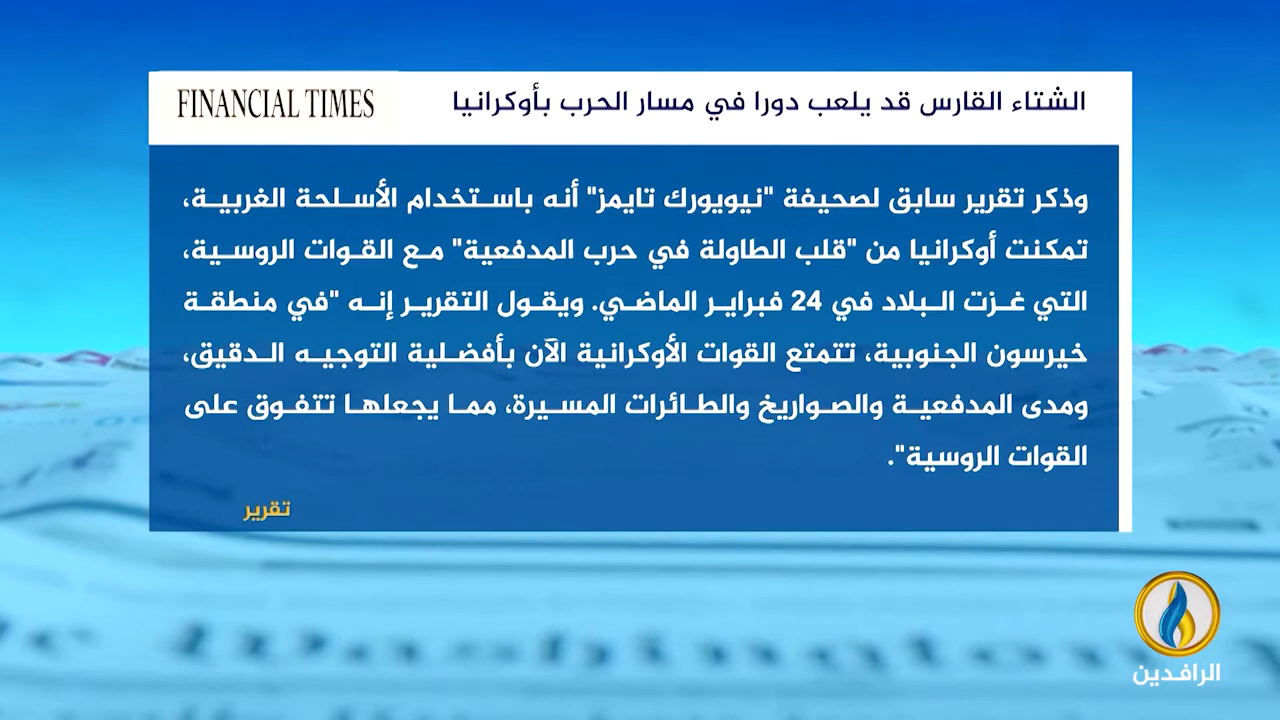 الشتاء القارس قد يلعب دورا في مسار الحرب بأوكرانيا
FINANCIAL TIMES
وذكر تقرير سابق لصحيفة "نيويورك تايمز" أنه باستخدام الأسلحة الغربية،
تمكنت أوكرانيا من "قلب الطاولة في حرب المدفعية" مع القوات الروسية،
التي غزت البلاد في 24 فبراير الماضي. ويقول التقرير إنه "في منطقة
خيرسون الجنوبية، تتمتع القوات الأوكرانية الآن بأفضلية التوجيه الدقيق،
ومدى المدفعية والصواريخ والطائرات المسيرة، مما يجعلها تتفوق على
القوات الروسية".
تقرير
الرافدين